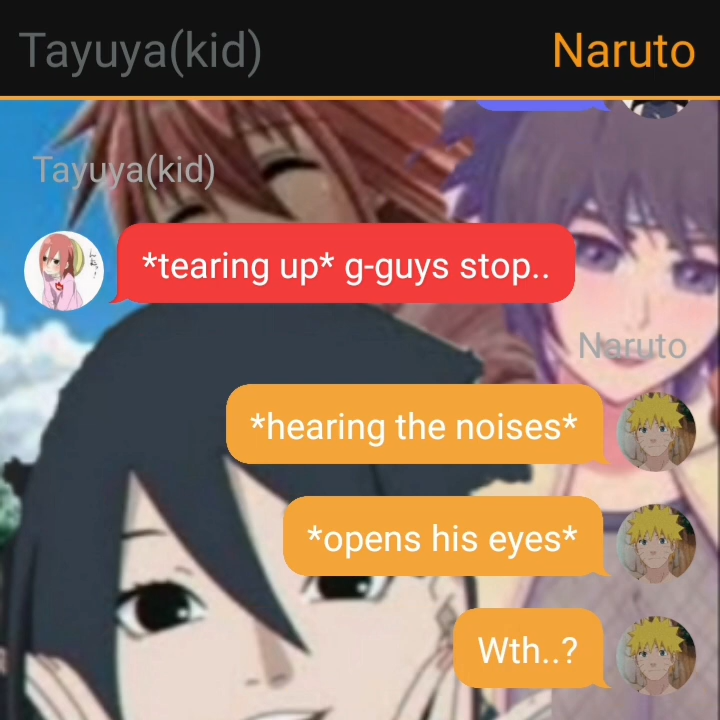 Tayuya(kid)
Naruto
Tayuya(kid)
*tearing up* g-guys stop..
Naruto
*hearing the noises*
*opens his eyes*
Wth..?